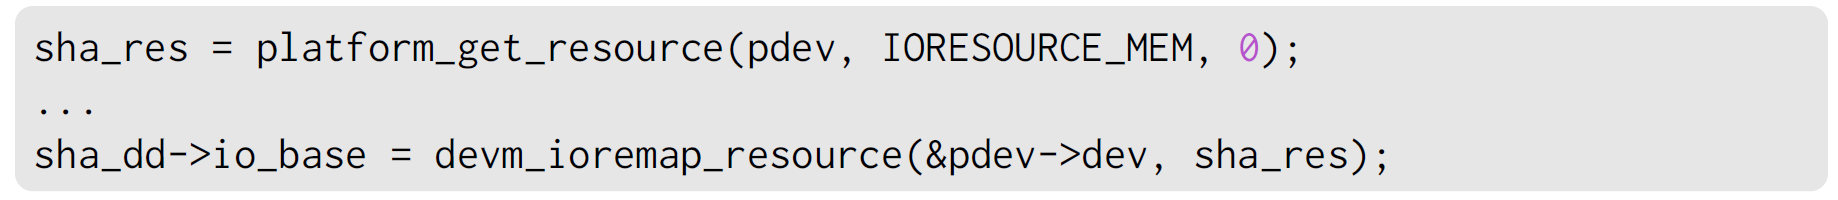 sha_res = platform_get_resource(pdev, IORESOURCE_MEM, 0);
...
sha_dd->io_base = devm_ioremap_resource(&pdev->dev, sha_res);